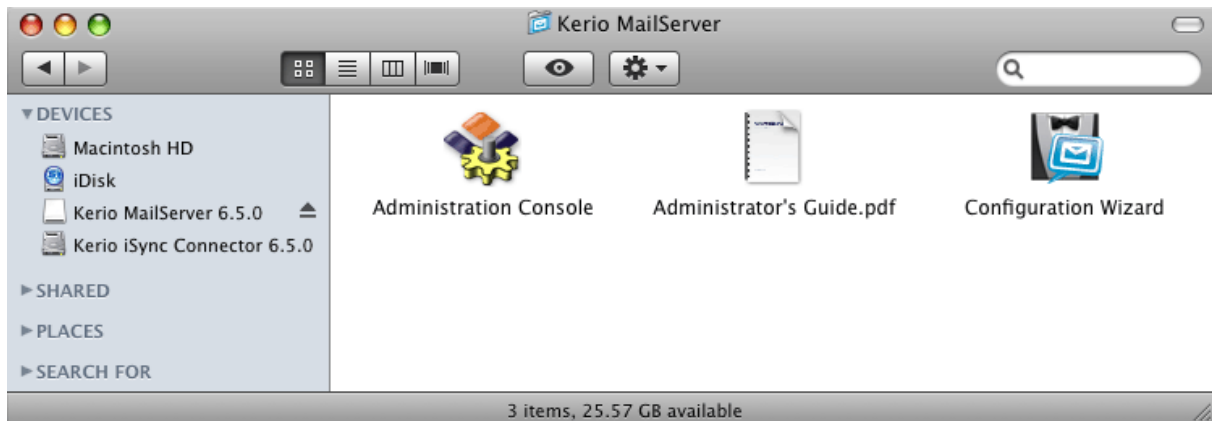 Kerio MailServer
DEVICES
Macintosh HD
iDisk
Kerio MailServer 6.5.0
Kerio iSync Connector 6.5.0
SHARED
PLACES
SEARCH FOR
Administration Console
Administrator's Guide.pdf
Configuration Wizard
3 items, 25.57 GB available